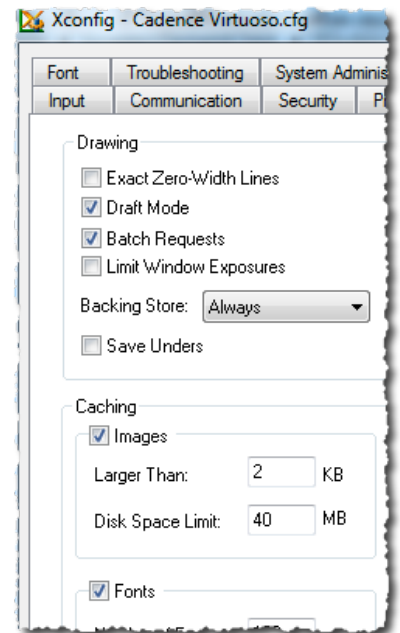 Xconfig - Cadence Virtuoso.cfg
Font Troubleshooting System Adminis
Input Communication Security
Drawing
Exact Zero-Width Lines
Draft Mode
Batch Requests
Limit Window Exposures
Backing Store: Always
Save Unders
Caching
Images
Larger Than: 2 KB
Disk Space Limit: 40 MB
Fonts